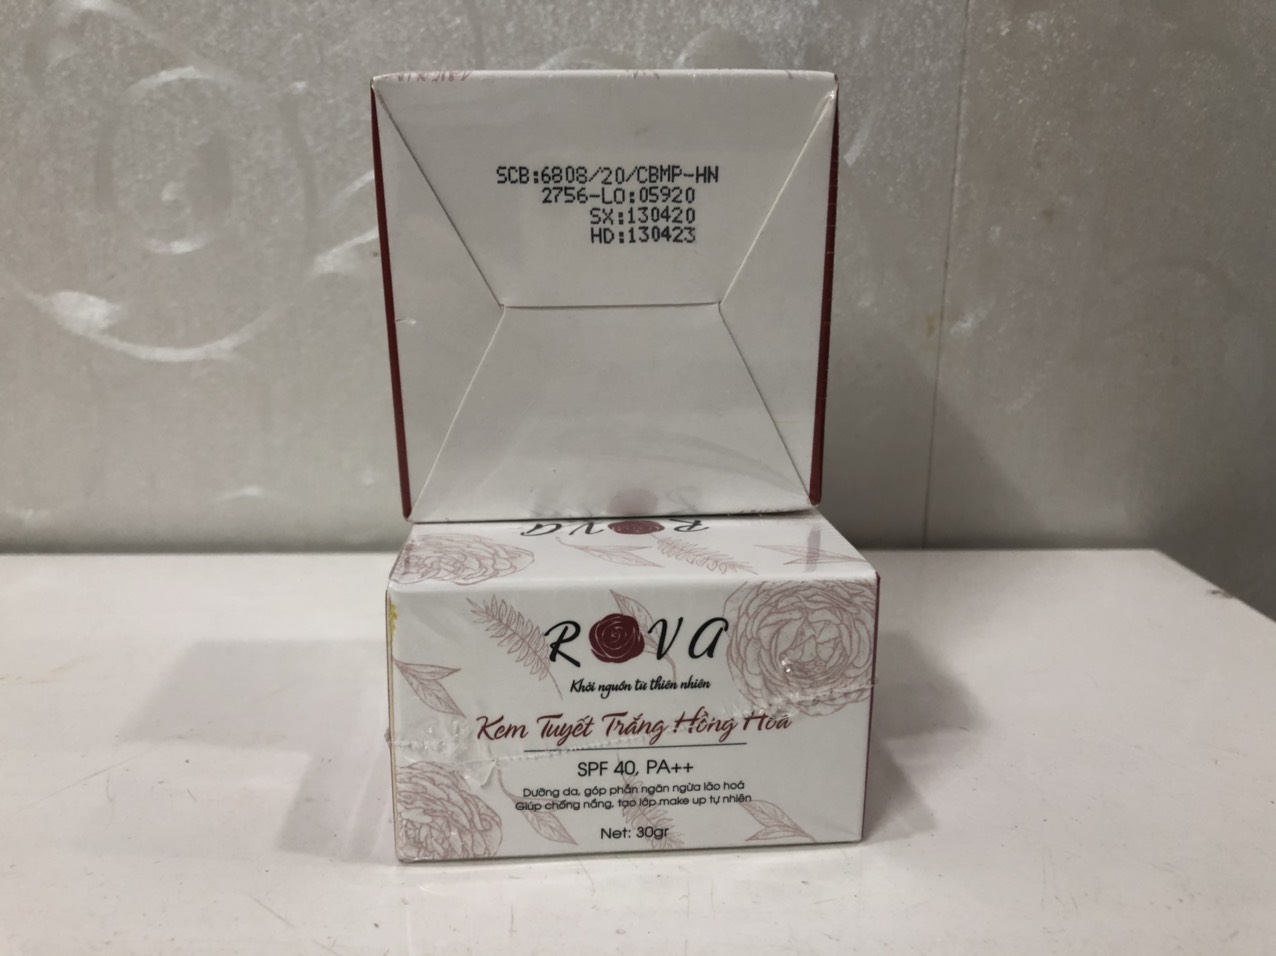 SCB:6808/20/CBMP-HN
2756-LO:05920
SX:130420
HD:130423
ROVA
ROVA
Khởi nguồn từ thiên nhiên
Kem Tuyết Trắng Hồng Hoa
SPF 40, PA++
Dưỡng da, góp phần ngăn ngừa lão hoá
Giúp chống nắng, tạo lớp make up tự nhiên
Net: 30gr